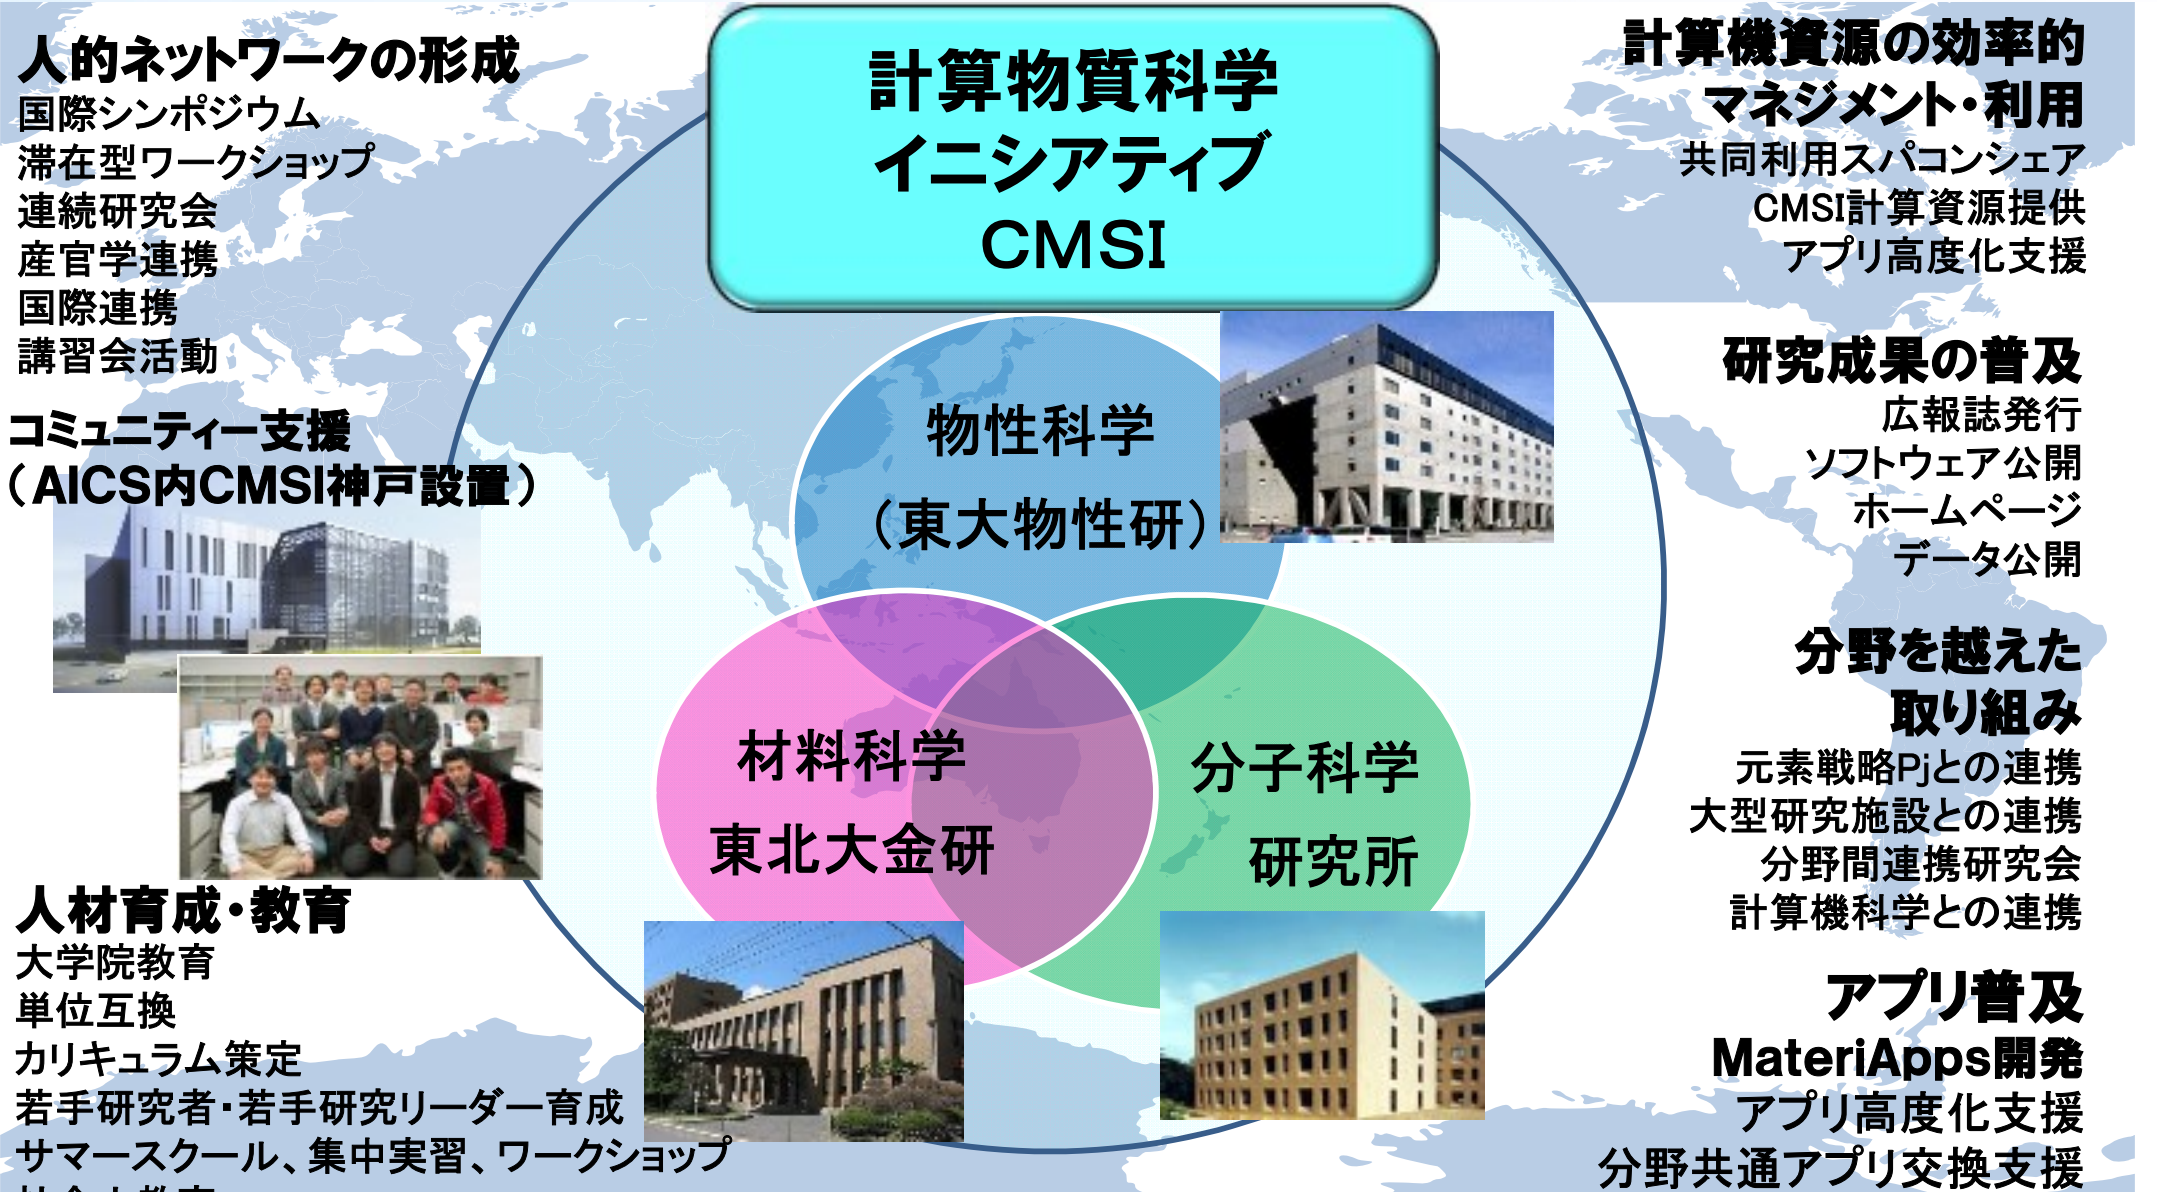 計算物質科学
イニシアティブ
CMSI
人的ネットワークの形成
国際シンポジウム
滞在型ワークショップ
連続研究会
産官学連携
国際連携
講習会活動
コミュニティー支援
（AICS内CMSI神戸設置）
人材育成・教育
大学院教育
単位互換
カリキュラム策定
若手研究者・若手研究リーダー育成
サマースクール、集中実習、ワークショップ
物性科学
（東大物性研）
材料科学
東北大金研
分子科学
研究所
計算機資源の効率的
マネジメント・利用
共同利用スパコンシェア
CMSI計算資源提供
アプリ高度化支援
研究成果の普及
広報誌発行
ソフトウェア公開
ホームページ
データ公開
分野を越えた
取り組み
元素戦略Pjとの連携
大型研究施設との連携
分野間連携研究会
計算機科学との連携
アプリ普及
MateriApps開発
アプリ高度化支援
分野共通アプリ交換支援